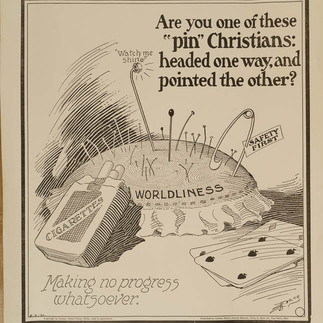 Are you one of these
"pin" Christians:
headed one way, and
pointed the other?
"Watch me
shine"
SAFETY
FIRST
WORLDLINESS
CIGARETTES
Making no progress
whatsoever.